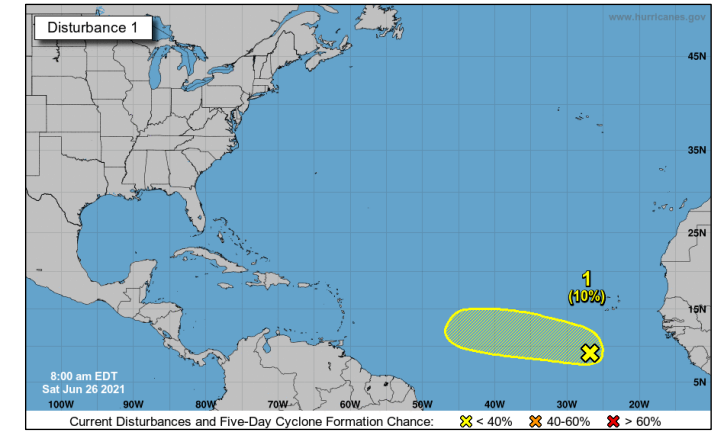 Disturbance 1
www.hurricanes.gov
45N
35N
25N
1
(10%)
15N
5N
8:00 am EDT
Sat Jun 26 2021
100W 90W 80W 70W 60W 50W 40W 30W 20W
Current Disturbances and Five-Day Cyclone Formation Chance: < 40% 40-60% > 60%